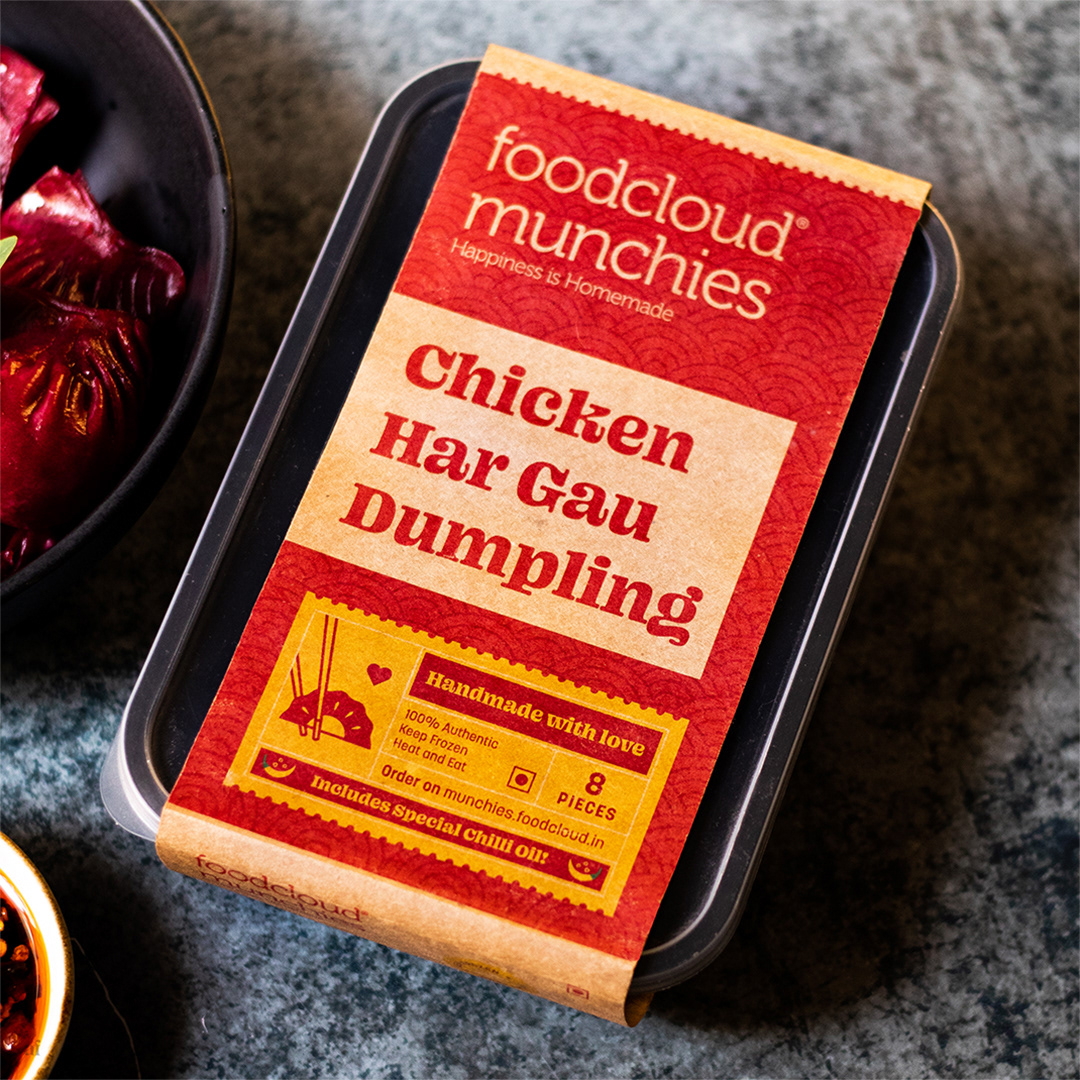 foodcloud®
munchies
Happiness is Homemade
Chicken
Har Gau
Dumpling
Handmade with love
100% Authentic
Keep Frozen
Heat and Eat
8
PIECES
Order on munchies.foodcloud.in
Includes Special Chilli Oil!
foodcloud®